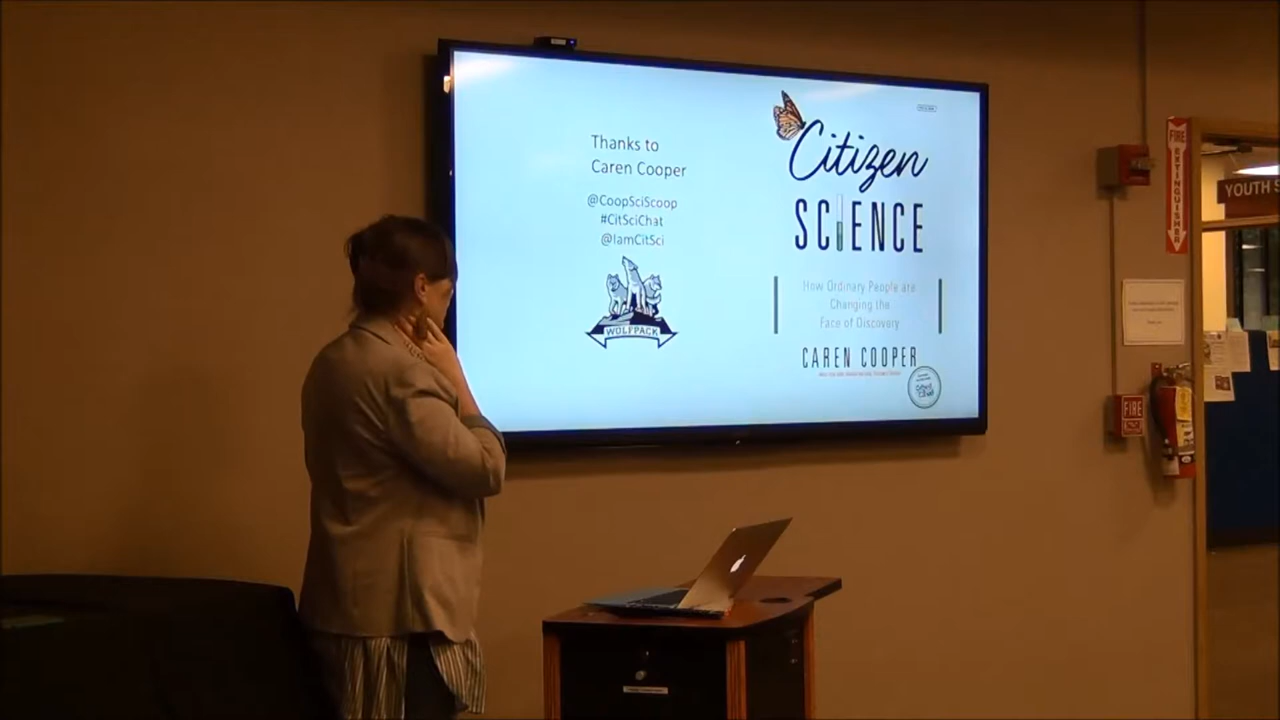 Thanks to
Caren Cooper
@CoopSciScoop
#CitSciChat
@IamCitSci
WOLFPACK
Citizen
SCIENCE
How Ordinary People are
Changing the
Face of Discovery
CAREN COOPER
FIRE
EXTINGUISHER
YOUTH S
FIRE